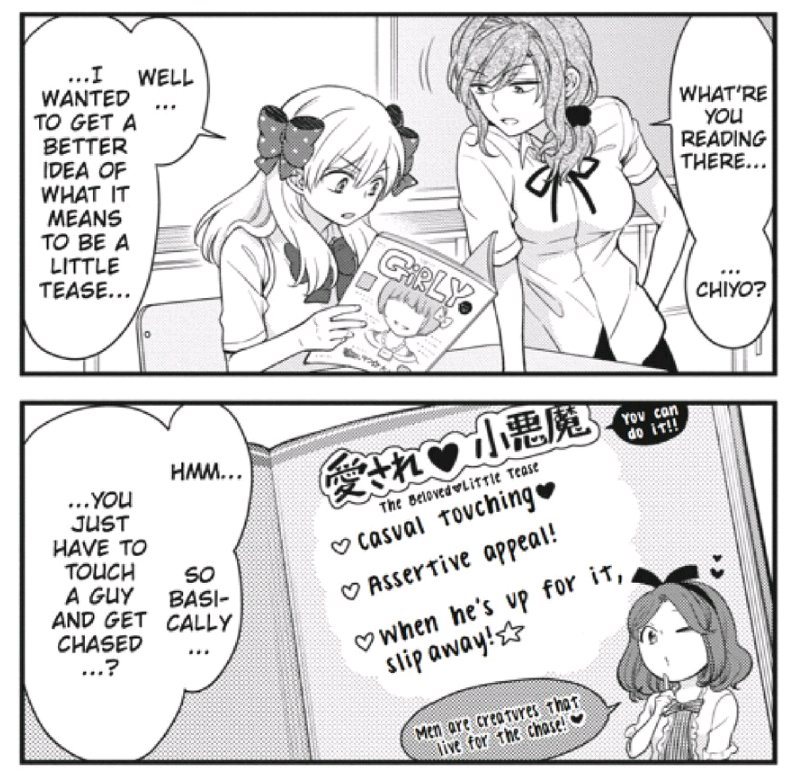 WHAT'RE
YOU
READING
THERE...
...
CHIYO?
WELL
...
...I
WANTED
TO GET A
BETTER
IDEA OF
WHAT IT
MEANS
TO BE A
LITTLE
TEASE...
GiRLY
You can
do it!!
愛され♥小悪魔
The Beloved♥Little Tease
♡ Casual touching♥
♡ Assertive appeal!
♡ When he's up for it,
slip away!☆
Men are creatures that
live for the chase! ♥
HMM...
SO
BASI-
CALLY
...
...YOU
JUST
HAVE TO
TOUCH
A GUY
AND GET
CHASED
...?